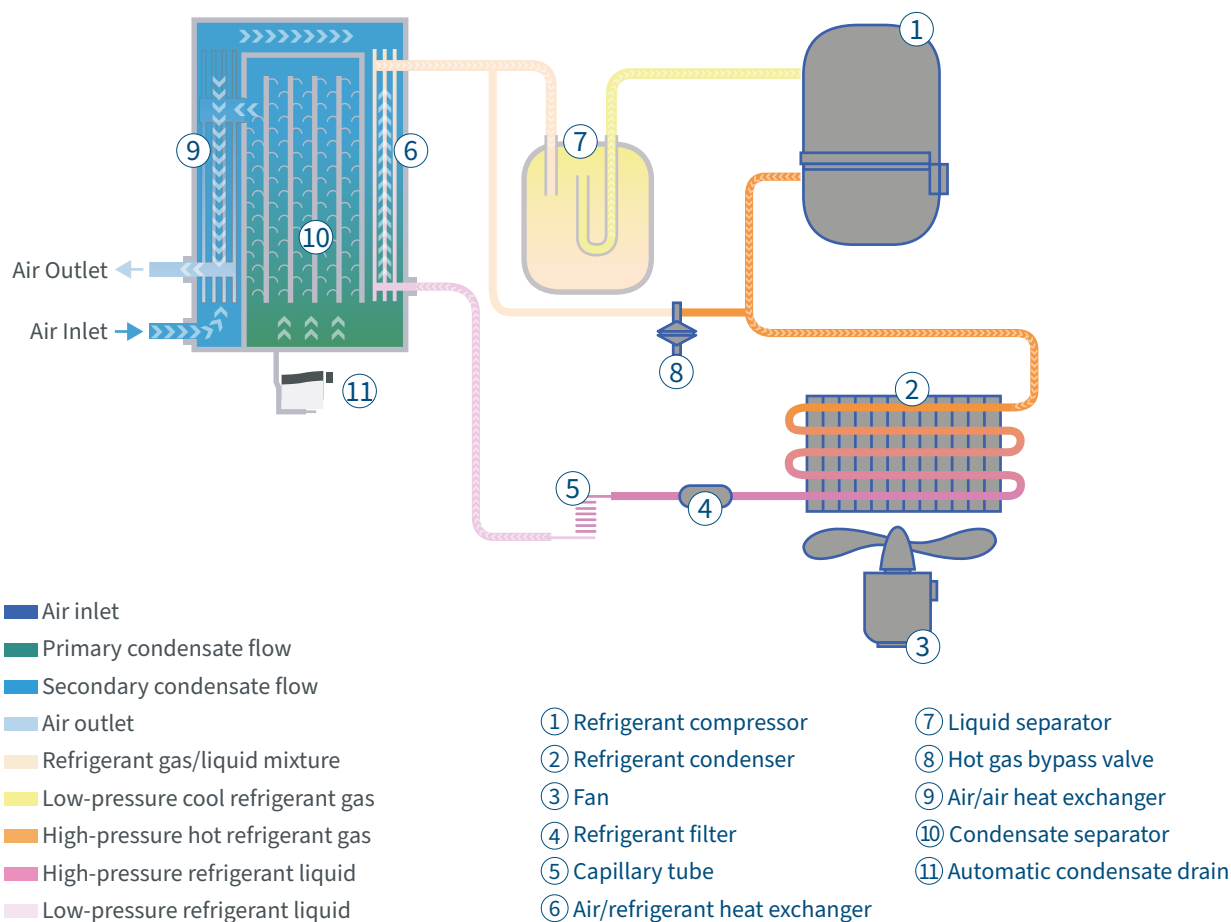 1
7
9
6
10
Air Outlet
Air Inlet
8
11
2
5
4
3
Air inlet
Primary condensate flow
Secondary condensate flow
Air outlet
Refrigerant gas/liquid mixture
Low-pressure cool refrigerant gas
High-pressure hot refrigerant gas
High-pressure refrigerant liquid
Low-pressure refrigerant liquid
1 Refrigerant compressor
2 Refrigerant condenser
3 Fan
4 Refrigerant filter
5 Capillary tube
6 Air/refrigerant heat exchanger
7 Liquid separator
8 Hot gas bypass valve
9 Air/air heat exchanger
10 Condensate separator
11 Automatic condensate drain